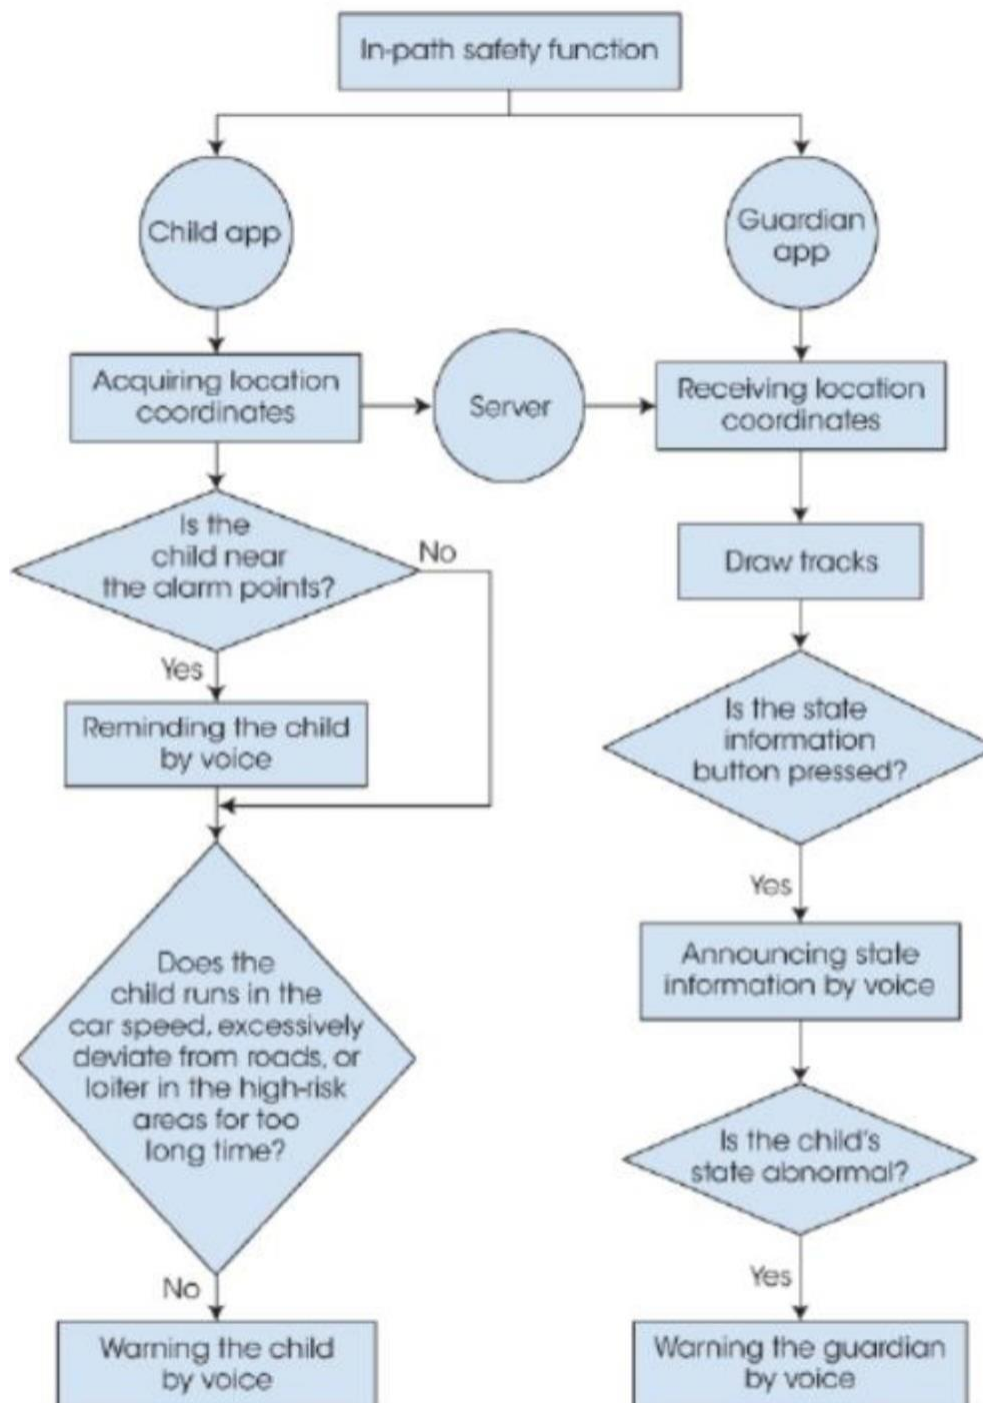 In-path safety function
Child app
Guardian
app
Acquiring location
coordinates
Server
Receiving location
coordinates
Is the
child near
the alarm points?
No
Draw tracks
Yes
Reminding the child
by voice
Is the state
information
button pressed?
Yes
Does the
child runs in the
car speed, excessively
deviate from roads, or
loiter in the high-risk
areas for too
long time?
Announcing state
information by voice
Is the child's
state abnormal?
No
Yes
Warning the child
by voice
Warning the guardian
by voice